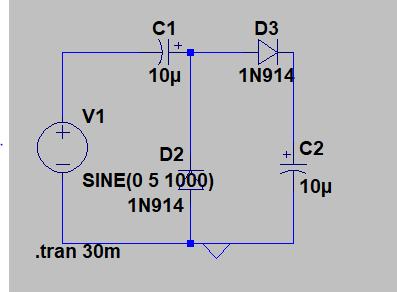 C1
D3
+
10µ
1N914
V1
+
−
D2
C2
+
SINE(0 5 1000)
10µ
1N914
.tran 30m